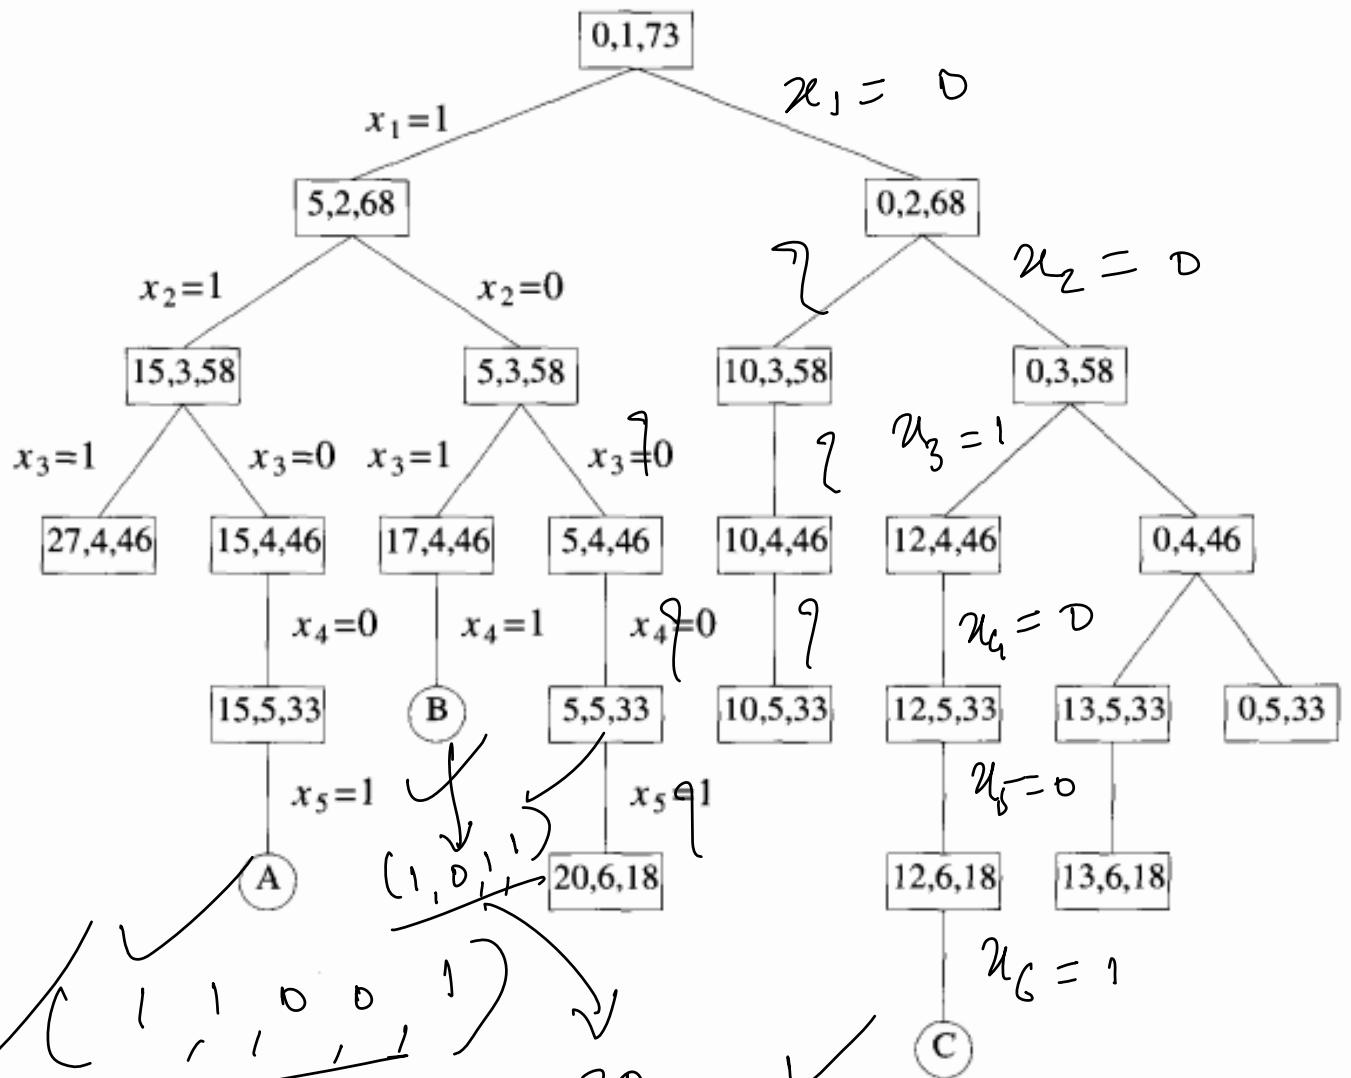 0,1,73
x₁=1
x₁ = 0
5,2,68
0,2,68
x₂=1
x₂=0
x₂ = 0
15,3,58
5,3,58
10,3,58
0,3,58
x₃=1
x₃=0
x₃=1
x₃=0
x₃ = 1
27,4,46
15,4,46
17,4,46
5,4,46
10,4,46
12,4,46
0,4,46
x₄=0
x₄=1
x₄=0
x₄ = 0
15,5,33
B
5,5,33
10,5,33
12,5,33
13,5,33
0,5,33
x₅=1
x₅=1
x₅=0
A
(1,0,1,1)
20,6,18
12,6,18
13,6,18
x₆ = 1
(1,1,0,0,1)
C